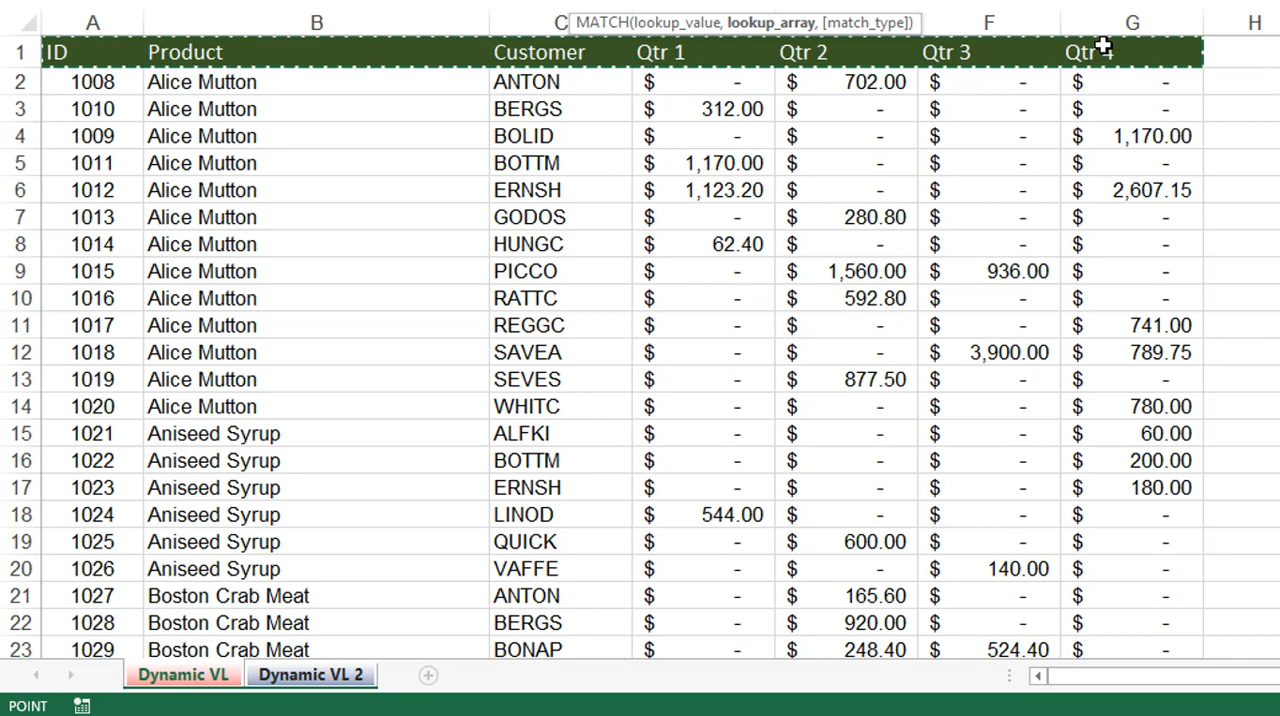 A B C MATCH(lookup_value, lookup_array, [match_type]) F G H
1 ID Product Customer Qtr 1 Qtr 2 Qtr 3 Qtr 4
2 1008 Alice Mutton ANTON $ - $ 702.00 $ - $ -
3 1010 Alice Mutton BERGS $ 312.00 $ - $ - $ -
4 1009 Alice Mutton BOLID $ - $ - $ - $ 1,170.00
5 1011 Alice Mutton BOTTM $ 1,170.00 $ - $ - $ -
6 1012 Alice Mutton ERNSH $ 1,123.20 $ - $ - $ 2,607.15
7 1013 Alice Mutton GODOS $ - $ 280.80 $ - $ -
8 1014 Alice Mutton HUNGC $ 62.40 $ - $ - $ -
9 1015 Alice Mutton PICCO $ - $ 1,560.00 $ 936.00 $ -
10 1016 Alice Mutton RATTC $ - $ 592.80 $ - $ -
11 1017 Alice Mutton REGGC $ - $ - $ - $ 741.00
12 1018 Alice Mutton SAVEA $ - $ - $ 3,900.00 $ 789.75
13 1019 Alice Mutton SEVES $ - $ 877.50 $ - $ -
14 1020 Alice Mutton WHITC $ - $ - $ - $ 780.00
15 1021 Aniseed Syrup ALFKI $ - $ - $ - $ 60.00
16 1022 Aniseed Syrup BOTTM $ - $ - $ - $ 200.00
17 1023 Aniseed Syrup ERNSH $ - $ - $ - $ 180.00
18 1024 Aniseed Syrup LINOD $ 544.00 $ - $ - $ -
19 1025 Aniseed Syrup QUICK $ - $ 600.00 $ - $ -
20 1026 Aniseed Syrup VAFFE $ - $ - $ 140.00 $ -
21 1027 Boston Crab Meat ANTON $ - $ 165.60 $ - $ -
22 1028 Boston Crab Meat BERGS $ - $ 920.00 $ - $ -
23 1029 Boston Crab Meat BONAP $ - $ 248.40 $ 524.40 $ -
Dynamic VL Dynamic VL 2
POINT